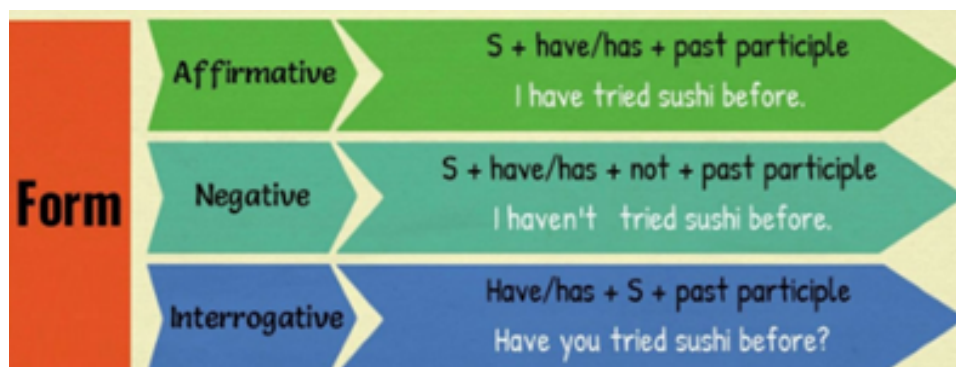 Form
Affirmative
S + have/has + past participle
I have tried sushi before.
Negative
S + have/has + not + past participle
I haven't tried sushi before.
Interrogative
Have/has + S + past participle
Have you tried sushi before?